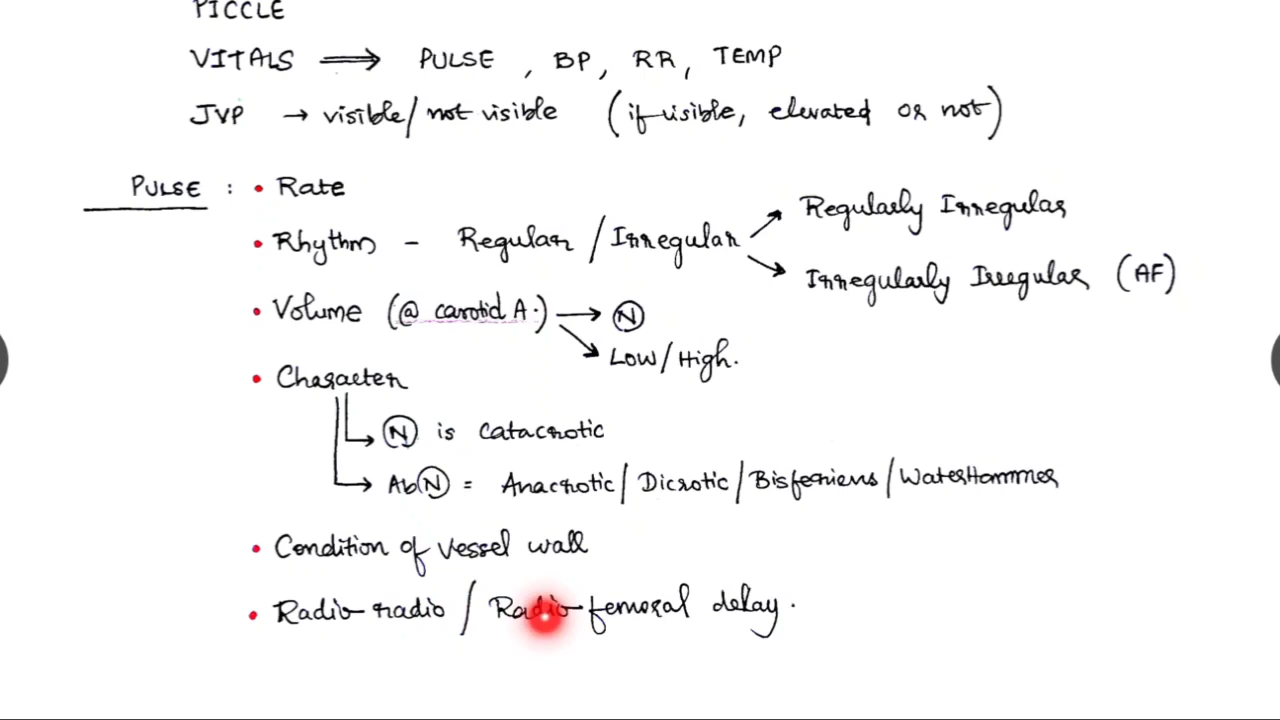 PICCLE
VITALS ⟹ PULSE , BP, RR, TEMP
JVP → visible/not visible (if visible, elevated or not)
PULSE : • Rate
• Rhythm - Regular / Irregular → Regularly Irregular
→ Irregularly Irregular (AF)
• Volume (@ carotid A.) → Ⓝ
→ Low/High.
• Character
→ Ⓝ is catacrotic
→ AbⓃ = Anacrotic/Dicrotic/Bisferiens/WaterHammer
• Condition of vessel wall
• Radio-radio / Radio-femoral delay.